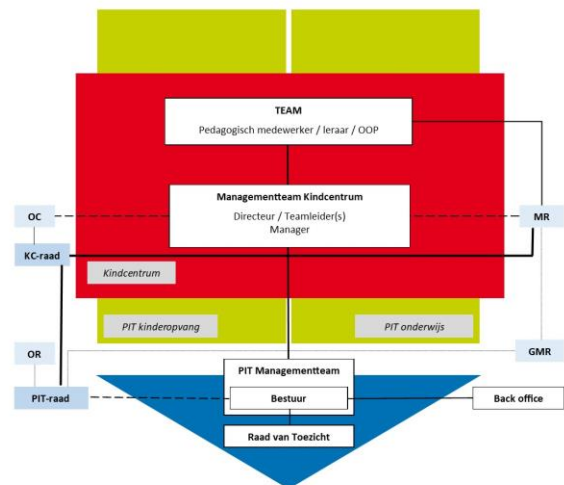 TEAM
Pedagogisch medewerker / leraar / OOP
Managementteam Kindcentrum
Directeur / Teamleider(s)
Manager
OC
MR
KC-raad
Kindcentrum
PIT kinderopvang
PIT onderwijs
OR
GMR
PIT Managementteam
PIT-raad
Bestuur
Back office
Raad van Toezicht